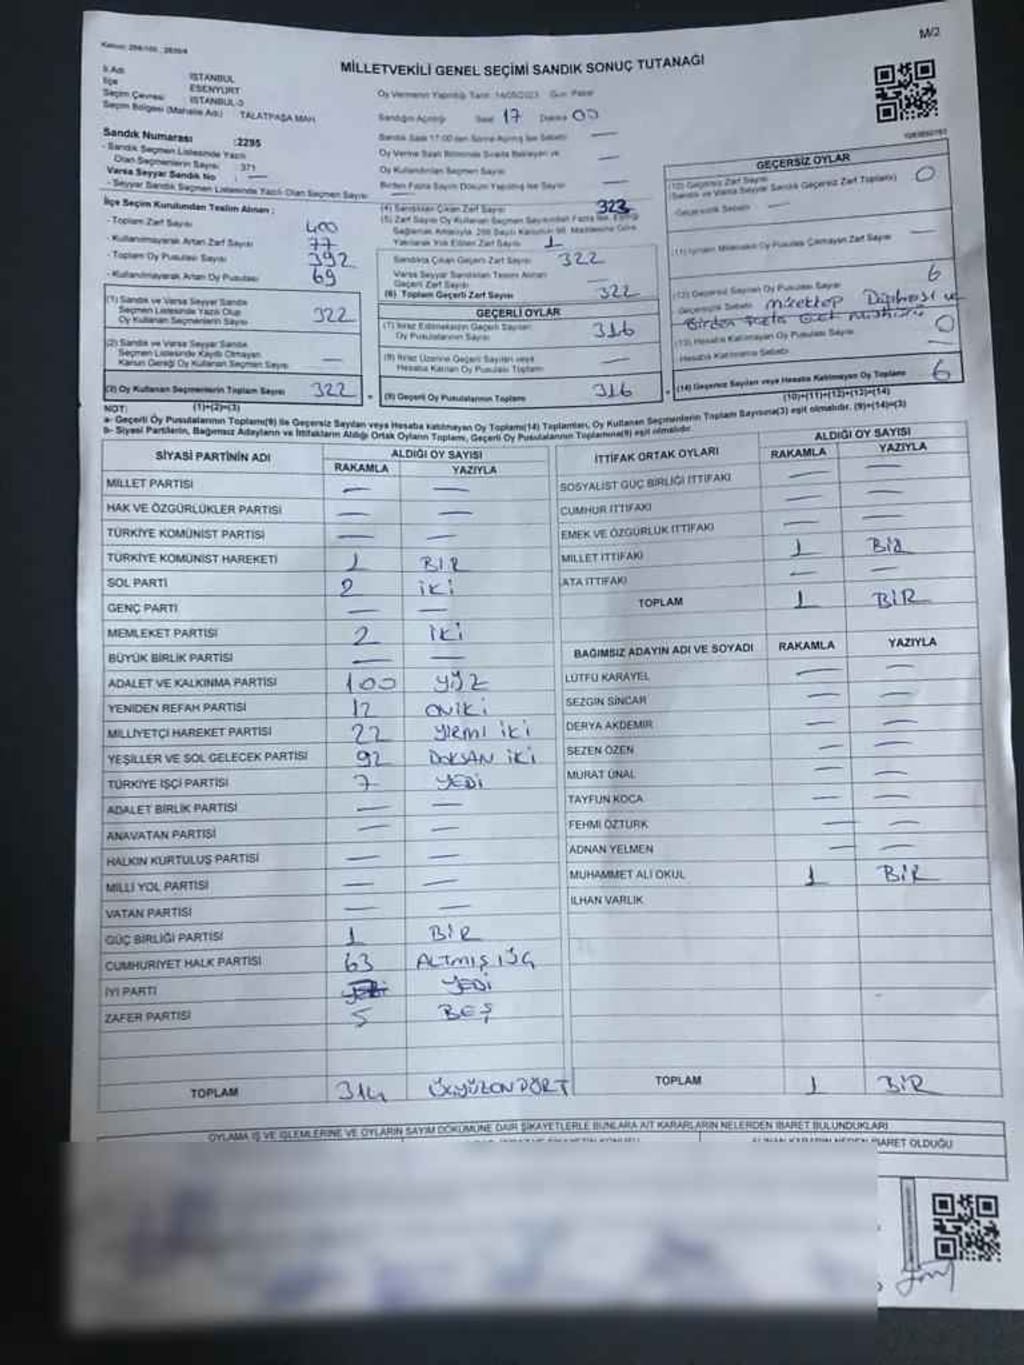 M/2
MİLLETVEKİLİ GENEL SEÇİMİ SANDIK SONUÇ TUTANAĞI
İl Adı İSTANBUL
İlçe ESENYURT
Seçim Çevresi İSTANBUL-3
Seçim Bölgesi (Mahalle Adı) TALATPAŞA MAH.
Oy Vermenin Yapıldığı Tarih: 14/05/2023 Gün: Pazar
Sandığın Açıldığı Saat 17 Dakika 00
Sandık Numarası :2295
- Sandık Seçmen Listesinde Yazılı
Olan Seçmenlerin Sayısı : 371
Varsa Seyyar Sandık No : —
- Seyyar Sandık Seçmen Listesinde Yazılı Olan Seçmen Sayısı
Sandık Saat 17:00'den Sonra Açılmış İse Sebebi —
Oy Verme Saati Bitiminde Sırada Bekleyen ve —
Oy Kullandırılan Seçmen Sayısı
Birden Fazla Sayım Döküm Yapılmış İse Sayısı —
İlçe Seçim Kurulundan Teslim Alınan :
- Toplam Zarf Sayısı 400
- Kullanılmayarak Artan Zarf Sayısı 77
- Toplam Oy Pusulası Sayısı 392
- Kullanılmayarak Artan Oy Pusulası 69
(1) Sandık ve Varsa Seyyar Sandık
Seçmen Listesinde Yazılı Olup
Oy Kullanan Seçmenlerin Sayısı 322
(2) Sandık ve Varsa Seyyar Sandık
Seçmen Listesinde Kayıtlı Olmayan
Kanun Gereği Oy Kullanan Seçmen Sayısı —
(3) Oy Kullanan Seçmenlerin Toplam Sayısı 322
(1)+(2)=(3)
(4) Sandıktan Çıkan Zarf Sayısı 323
(5) Zarf Sayısı Oy Kullanan Seçmen Sayısından Fazla ise, Eşitliği
Sağlamak Amacıyla, 298 Sayılı Kanunun 98. Maddesine Göre
Yakılarak Yok Edilen Zarf Sayısı 1
Sandıkta Çıkan Geçerli Zarf Sayısı 322
Varsa Seyyar Sandıktan Teslim Alınan
Geçerli Zarf Sayısı
(6) Toplam Geçerli Zarf Sayısı 322
GEÇERLİ OYLAR
(7) İtiraz Edilmeksizin Geçerli Sayılan
Oy Pusulalarının Sayısı 316
(8) İtiraz Üzerine Geçerli Sayılan veya
Hesaba Katılan Oy Pusulası Toplamı —
(9) Geçerli Oy Pusulalarının Toplamı 316
GEÇERSİZ OYLAR
(10) Geçersiz Zarf Sayısı
(Sandık ve Varsa Seyyar Sandık Geçersiz Zarf Toplamı) 0
Geçersizlik Sebebi —
(11) İçinden Milletvekili Oy Pusulası Çıkmayan Zarf Sayısı —
(12) Geçersiz Sayılan Oy Pusulası Sayısı 6
Geçersizlik Sebebi
Birden Fazla
(13) Hesaba Katılmayan Oy Pusulası Sayısı 0
Hesaba Katılmama Sebebi —
(14) Geçersiz Sayılan veya Hesaba Katılmayan Oy Toplamı 6
(10)+(11)+(12)+(13)=(14)
NOT:
a- Geçerli Oy Pusulalarının Toplamı(9) ile Geçersiz Sayılan veya Hesaba katılmayan Oy Toplamı(14) Toplamları, Oy Kullanan Seçmenlerin Toplam Sayısına(3) eşit olmalıdır. (9)+(14)=(3)
b- Siyasi Partilerin, Bağımsız Adayların ve İttifakların Aldığı Ortak Oyların Toplamı, Geçerli Oy Pusulalarının Toplamına(9) eşit olmalıdır.
SİYASİ PARTİNİN ADI ALDIĞI OY SAYISI
RAKAMLA YAZIYLA
MİLLET PARTİSİ — —
HAK VE ÖZGÜRLÜKLER PARTİSİ — —
TÜRKİYE KOMÜNİST PARTİSİ — —
TÜRKİYE KOMÜNİST HAREKETİ 1 BİR
SOL PARTİ 2 iKi
GENÇ PARTİ — —
MEMLEKET PARTİSİ 2 iKi
BÜYÜK BİRLİK PARTİSİ — —
ADALET VE KALKINMA PARTİSİ 100 YÜZ
YENİDEN REFAH PARTİSİ 12 ONiKi
MİLLİYETÇİ HAREKET PARTİSİ 22 YiRMi iKi
YEŞİLLER VE SOL GELECEK PARTİSİ 92 DOKSAN iKi
TÜRKİYE İŞÇİ PARTİSİ 7 YEDİ
ADALET BİRLİK PARTİSİ — —
ANAVATAN PARTİSİ — —
HALKIN KURTULUŞ PARTİSİ — —
MİLLİ YOL PARTİSİ — —
VATAN PARTİSİ — —
GÜÇ BİRLİĞİ PARTİSİ 1 BİR
CUMHURİYET HALK PARTİSİ 63 ALTMIŞ ÜÇ
İYİ PARTİ YEDİ
ZAFER PARTİSİ 5 BEŞ
TOPLAM 314 ÜÇYÜZONDÖRT
İTTİFAK ORTAK OYLARI ALDIĞI OY SAYISI
RAKAMLA YAZIYLA
SOSYALİST GÜÇ BİRLİĞİ İTTİFAKI — —
CUMHUR İTTİFAKI — —
EMEK VE ÖZGÜRLÜK İTTİFAKI — —
MİLLET İTTİFAKI 1 BİR
ATA İTTİFAKI — —
TOPLAM 1 BİR
BAĞIMSIZ ADAYIN ADI VE SOYADI RAKAMLA YAZIYLA
LÜTFÜ KARAYEL — —
SEZGİN SİNCAR — —
DERYA AKDEMİR — —
SEZEN ÖZEN — —
MURAT ÜNAL — —
TAYFUN KOCA — —
FEHMİ ÖZTÜRK — —
ADNAN YELMEN — —
MUHAMMET ALİ OKUL 1 BİR
İLHAN VARLIK
TOPLAM 1 BİR
OYLAMA İŞ VE İŞLEMLERİNE VE OYLARIN SAYIM DÖKÜMÜNE DAİR ŞİKAYETLERLE BUNLARA AİT KARARLARIN NELERDEN İBARET BULUNDUKLARI